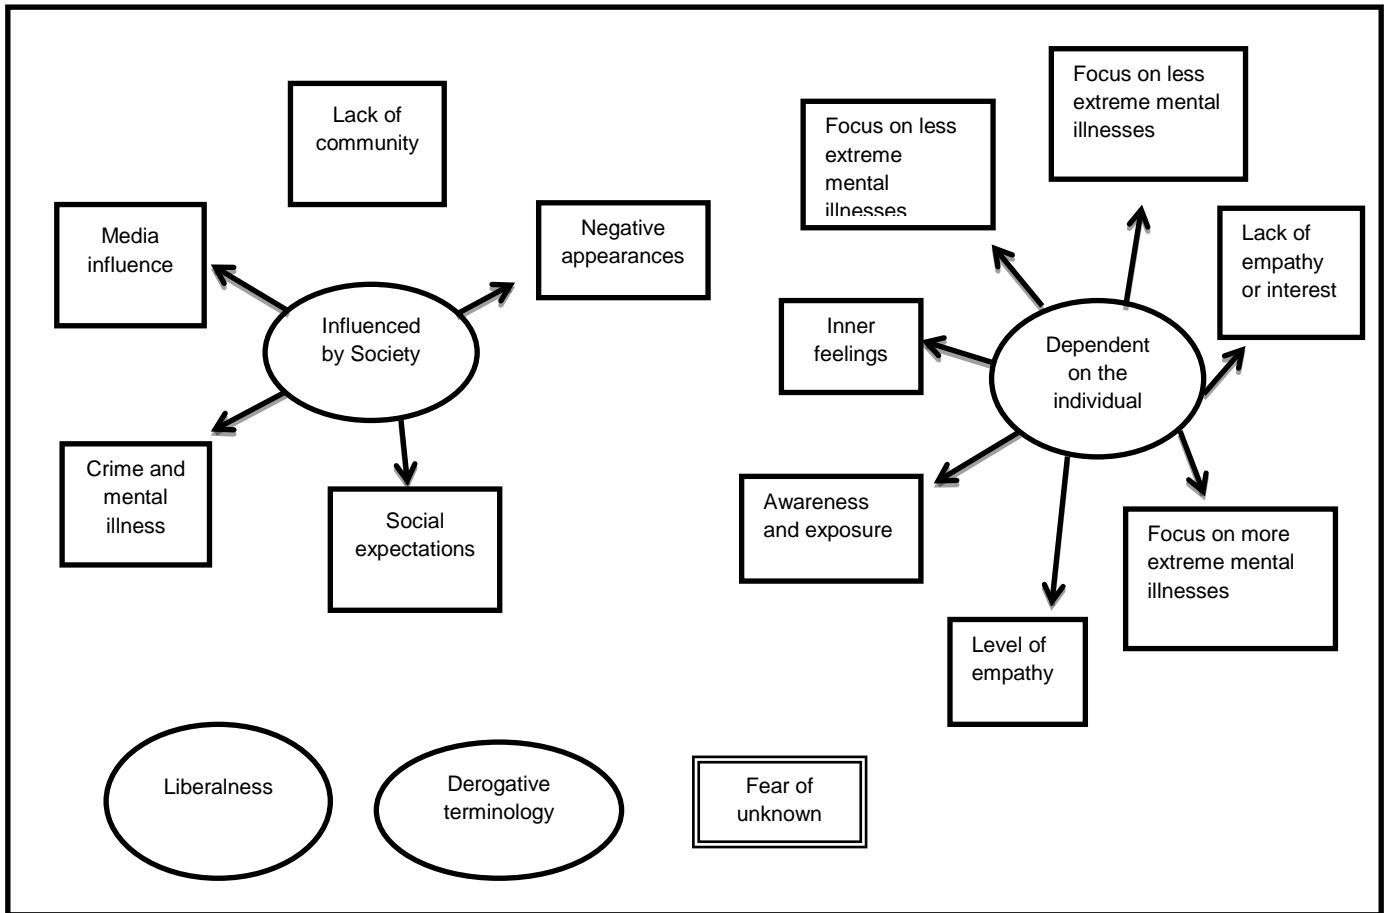 Lack of
community
Media
influence
Negative
appearances
Influenced
by Society
Crime and
mental
illness
Social
expectations
Focus on less
extreme mental
illnesses
Focus on less
extreme
mental
illnesses
Lack of
empathy
or interest
Inner
feelings
Dependent
on the
individual
Awareness
and exposure
Focus on more
extreme mental
illnesses
Level of
empathy
Liberalness
Derogative
terminology
Fear of
unknown